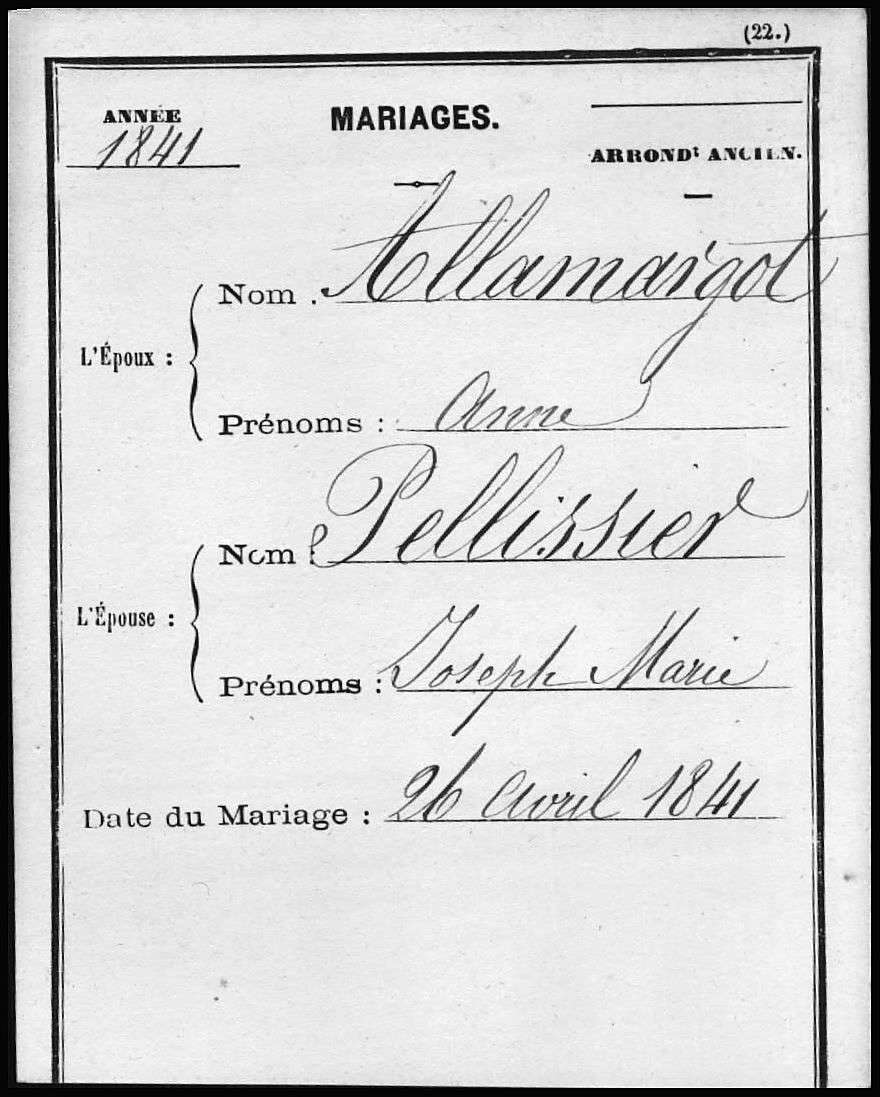 (22.)
ANNÉE
1841
MARIAGES.
ARRONDt ANCIEN.
Nom : Allamargot
L'Époux :
Prénoms : Anne
Nom : Pellissier
L'Épouse :
Prénoms : Joseph Marie
Date du Mariage : 26 Avril 1841